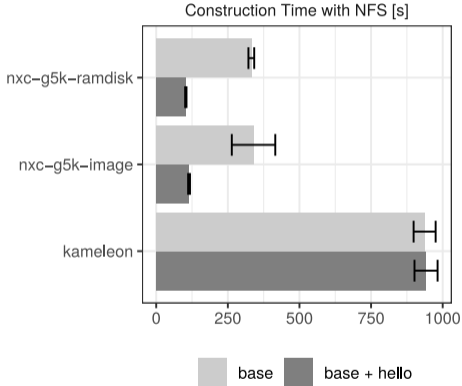 Construction Time with NFS [s]
nxc-g5k-ramdisk
nxc-g5k-image
kameleon
0 250 500 750 1000
base base + hello